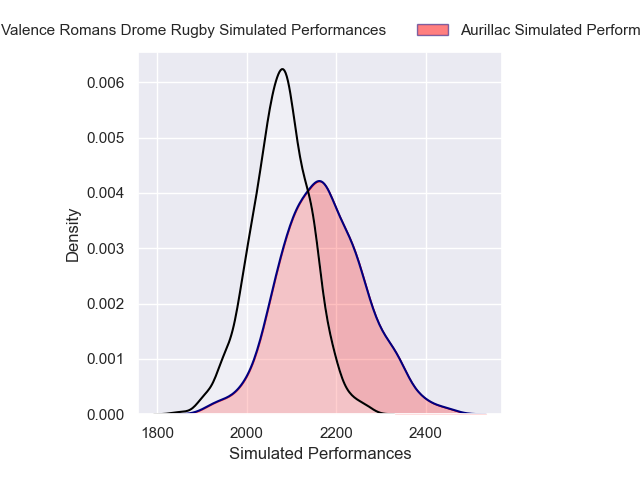 Valence Romans Drome Rugby Simulated Performances
Aurillac Simulated Perform
0.006
0.005
0.004
0.003
0.002
0.001
0.000
Density
1800 2000 2200 2400
Simulated Performances